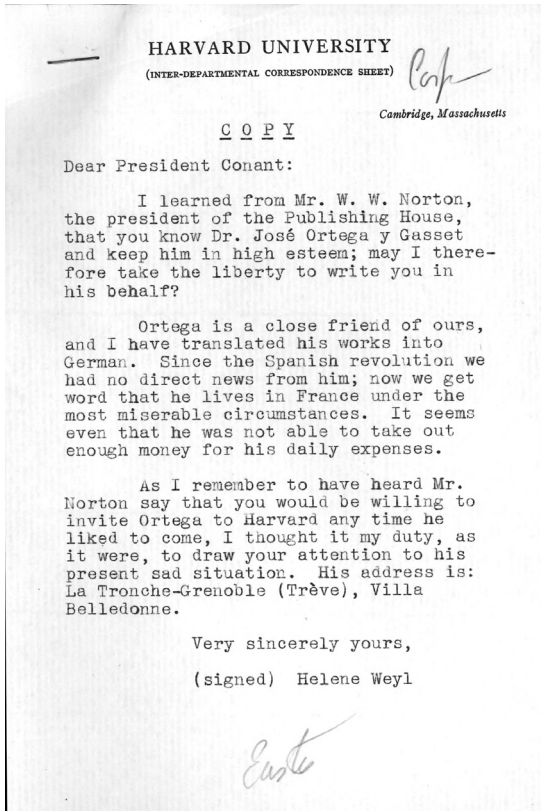 HARVARD UNIVERSITY
(INTER-DEPARTMENTAL CORRESPONDENCE SHEET)
Cambridge, Massachusetts
C O P Y
Dear President Conant:
I learned from Mr. W. W. Norton,
the president of the Publishing House,
that you know Dr. José Ortega y Gasset
and keep him in high esteem; may I there-
fore take the liberty to write you in
his behalf?
Ortega is a close friend of ours,
and I have translated his works into
German. Since the Spanish revolution we
had no direct news from him; now we get
word that he lives in France under the
most miserable circumstances. It seems
even that he was not able to take out
enough money for his daily expenses.
As I remember to have heard Mr.
Norton say that you would be willing to
invite Ortega to Harvard any time he
liked to come, I thought it my duty, as
it were, to draw your attention to his
present sad situation. His address is:
La Tronche-Grenoble (Trève), Villa
Belledonne.
Very sincerely yours,
(signed) Helene Weyl